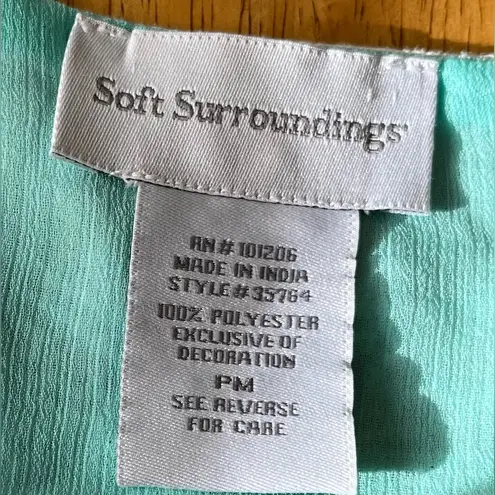 Soft Surroundings
RN # 101206
MADE IN INDIA
STYLE # 35764
100% POLYESTER
EXCLUSIVE OF
DECORATION
PM
SEE REVERSE
FOR CARE